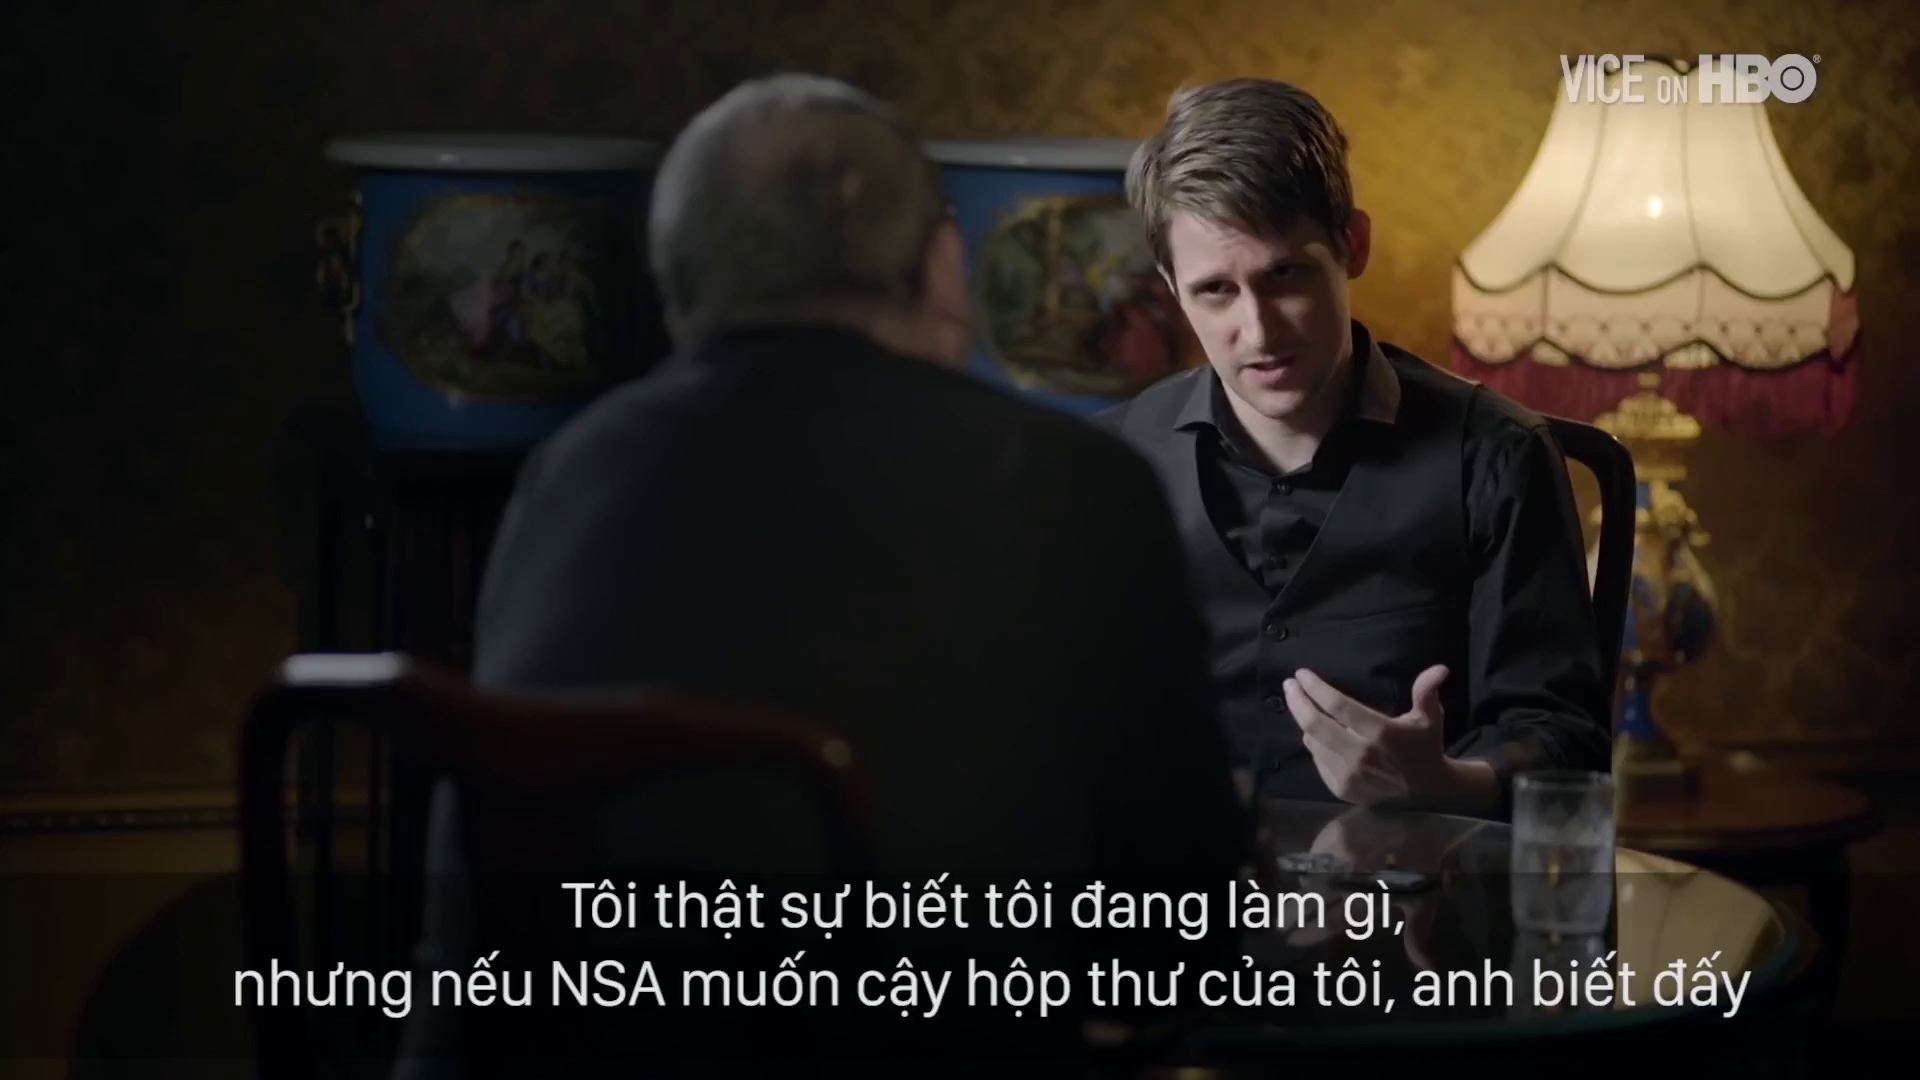 VICE ON HBO®
Tôi thật sự biết tôi đang làm gì,
nhưng nếu NSA muốn cậy hộp thư của tôi, anh biết đấy